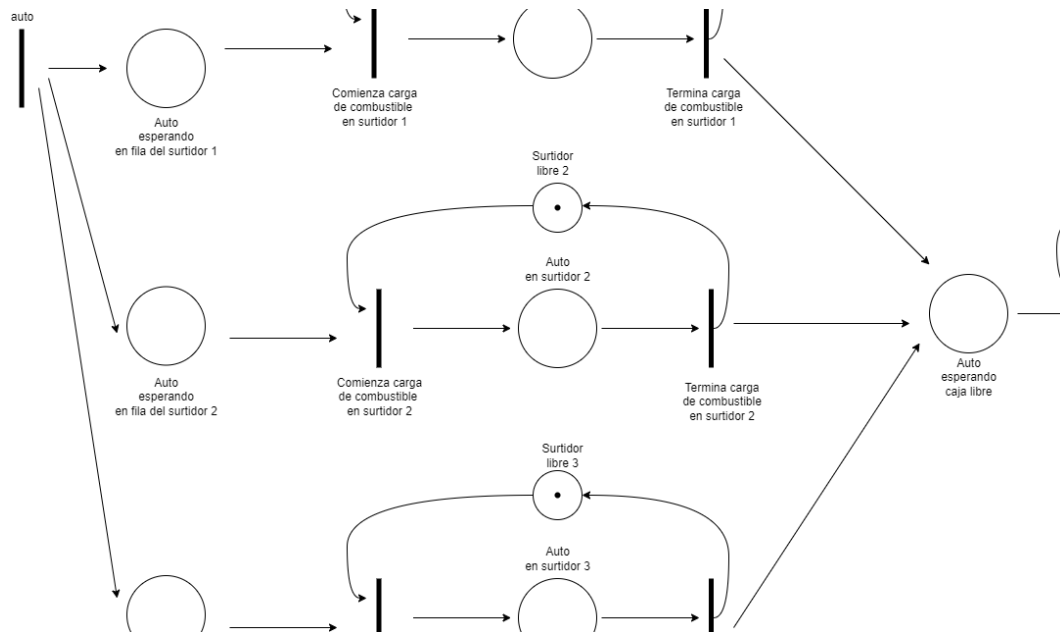 auto
Auto
esperando
en fila del surtidor 1
Comienza carga
de combustible
en surtidor 1
Termina carga
de combustible
en surtidor 1
Surtidor
libre 2
Auto
en surtidor 2
Auto
esperando
en fila del surtidor 2
Comienza carga
de combustible
en surtidor 2
Termina carga
de combustible
en surtidor 2
Auto
esperando
caja libre
Surtidor
libre 3
Auto
en surtidor 3